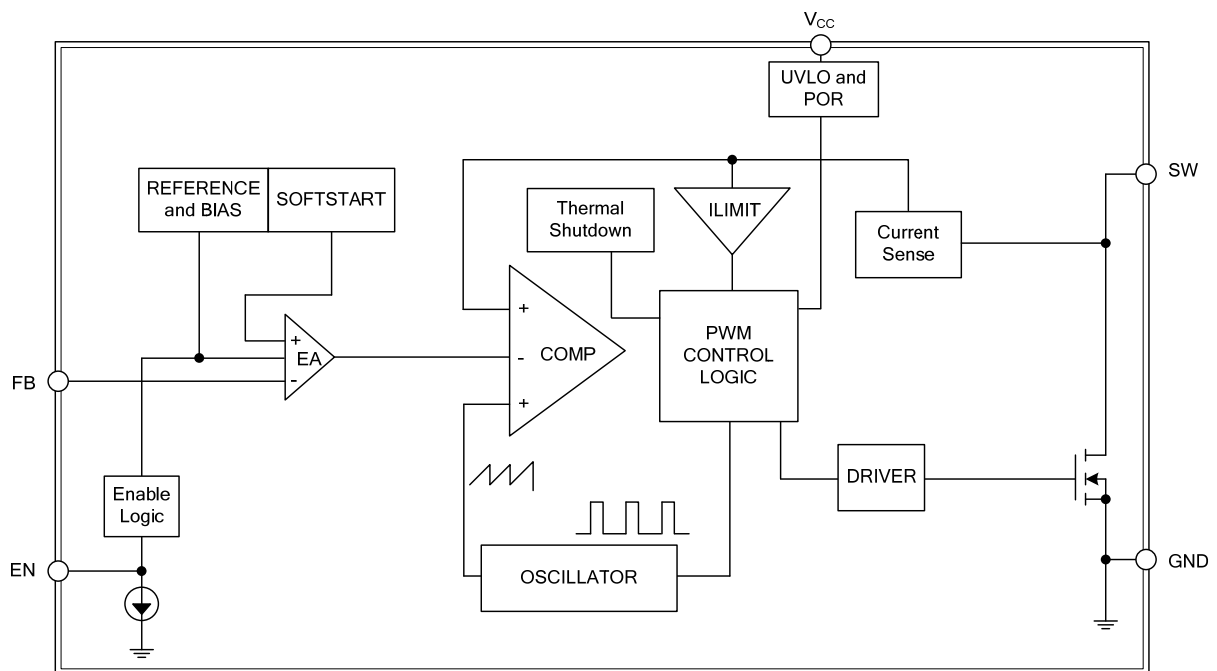 VCC
UVLO and
POR
SW
REFERENCE
and BIAS
SOFTSTART
Thermal
Shutdown
ILIMIT
Current
Sense
+
COMP
-
+
PWM
CONTROL
LOGIC
+
EA
-
FB
Enable
Logic
DRIVER
EN
OSCILLATOR
GND